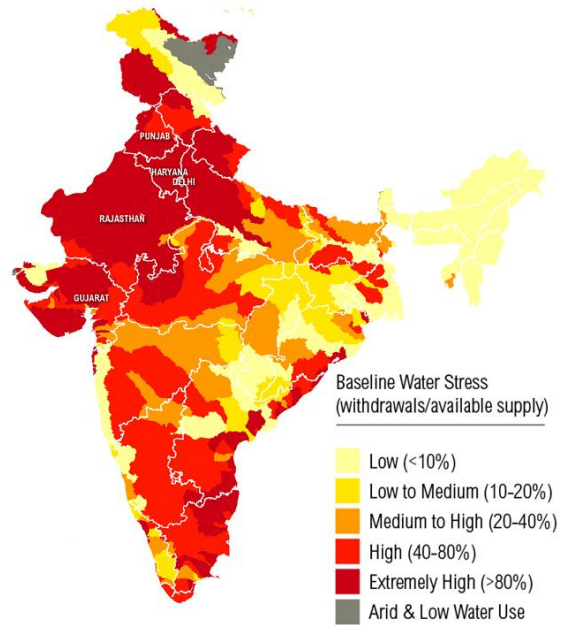 PUNJAB
HARYANA
DELHI
RAJASTHAN
GUJARAT
Baseline Water Stress
(withdrawals/available supply)
Low (<10%)
Low to Medium (10-20%)
Medium to High (20-40%)
High (40-80%)
Extremely High (>80%)
Arid & Low Water Use